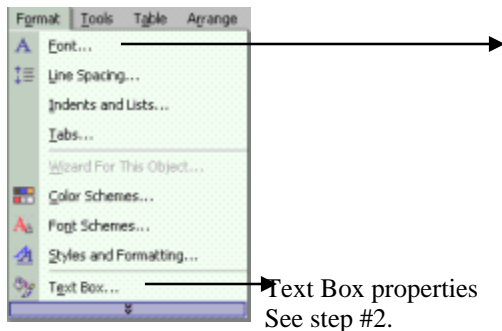 Format Tools Table Arrange
Font...
Line Spacing...
Indents and Lists...
Tabs...
Wizard For This Object...
Color Schemes...
Font Schemes...
Styles and Formatting...
Text Box...
Text Box properties
See step #2.